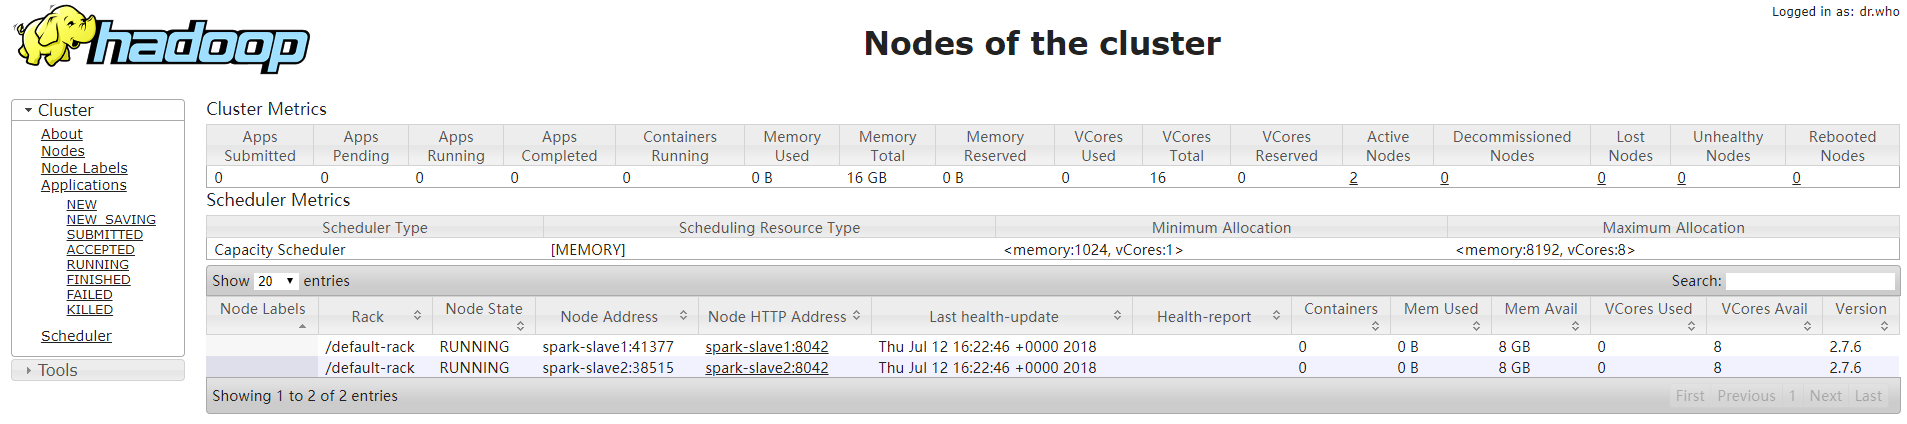 Logged in as: dr.who
hadoop
Nodes of the cluster
Cluster
About
Nodes
Node Labels
Applications
NEW
NEW_SAVING
SUBMITTED
ACCEPTED
RUNNING
FINISHED
FAILED
KILLED
Scheduler
Tools
Cluster Metrics
Apps Submitted Apps Pending Apps Running Apps Completed Containers Running Memory Used Memory Total Memory Reserved VCores Used VCores Total VCores Reserved Active Nodes Decommissioned Nodes Lost Nodes Unhealthy Nodes Rebooted Nodes
0 0 0 0 0 0 B 16 GB 0 B 0 16 0 2 0 0 0 0
Scheduler Metrics
Scheduler Type Scheduling Resource Type Minimum Allocation Maximum Allocation
Capacity Scheduler [MEMORY] <memory:1024, vCores:1> <memory:8192, vCores:8>
Show 20 entries Search:
Node Labels Rack Node State Node Address Node HTTP Address Last health-update Health-report Containers Mem Used Mem Avail VCores Used VCores Avail Version
/default-rack RUNNING spark-slave1:41377 spark-slave1:8042 Thu Jul 12 16:22:46 +0000 2018 0 0 B 8 GB 0 8 2.7.6
/default-rack RUNNING spark-slave2:38515 spark-slave2:8042 Thu Jul 12 16:22:46 +0000 2018 0 0 B 8 GB 0 8 2.7.6
Showing 1 to 2 of 2 entries First Previous 1 Next Last